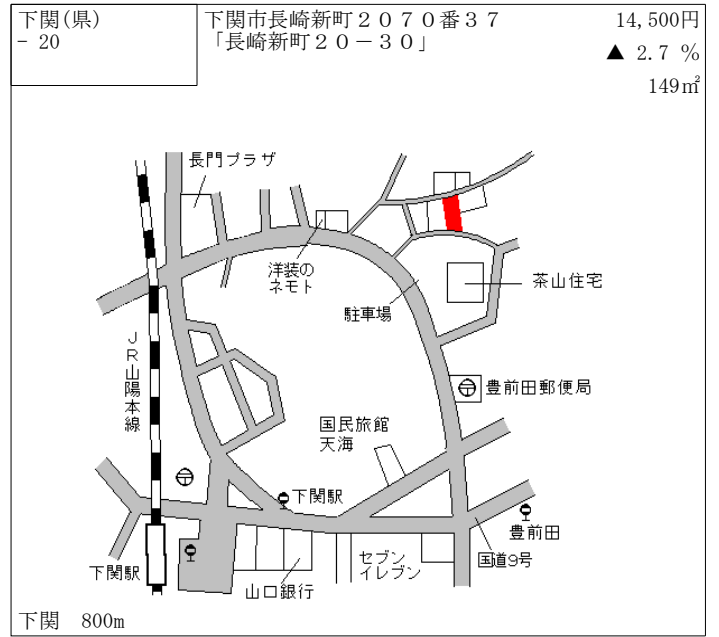 下関(県)
- 20
下関市長崎新町２０７０番３７
「長崎新町２０－３０」
14,500円
▲ 2.7 %
149㎡
長門プラザ
洋装の
ネモト
駐車場
茶山住宅
JR山陽本線
豊前田郵便局
国民旅館
天海
下関駅
豊前田
国道9号
セブン
イレブン
下関駅
山口銀行
下関 800m